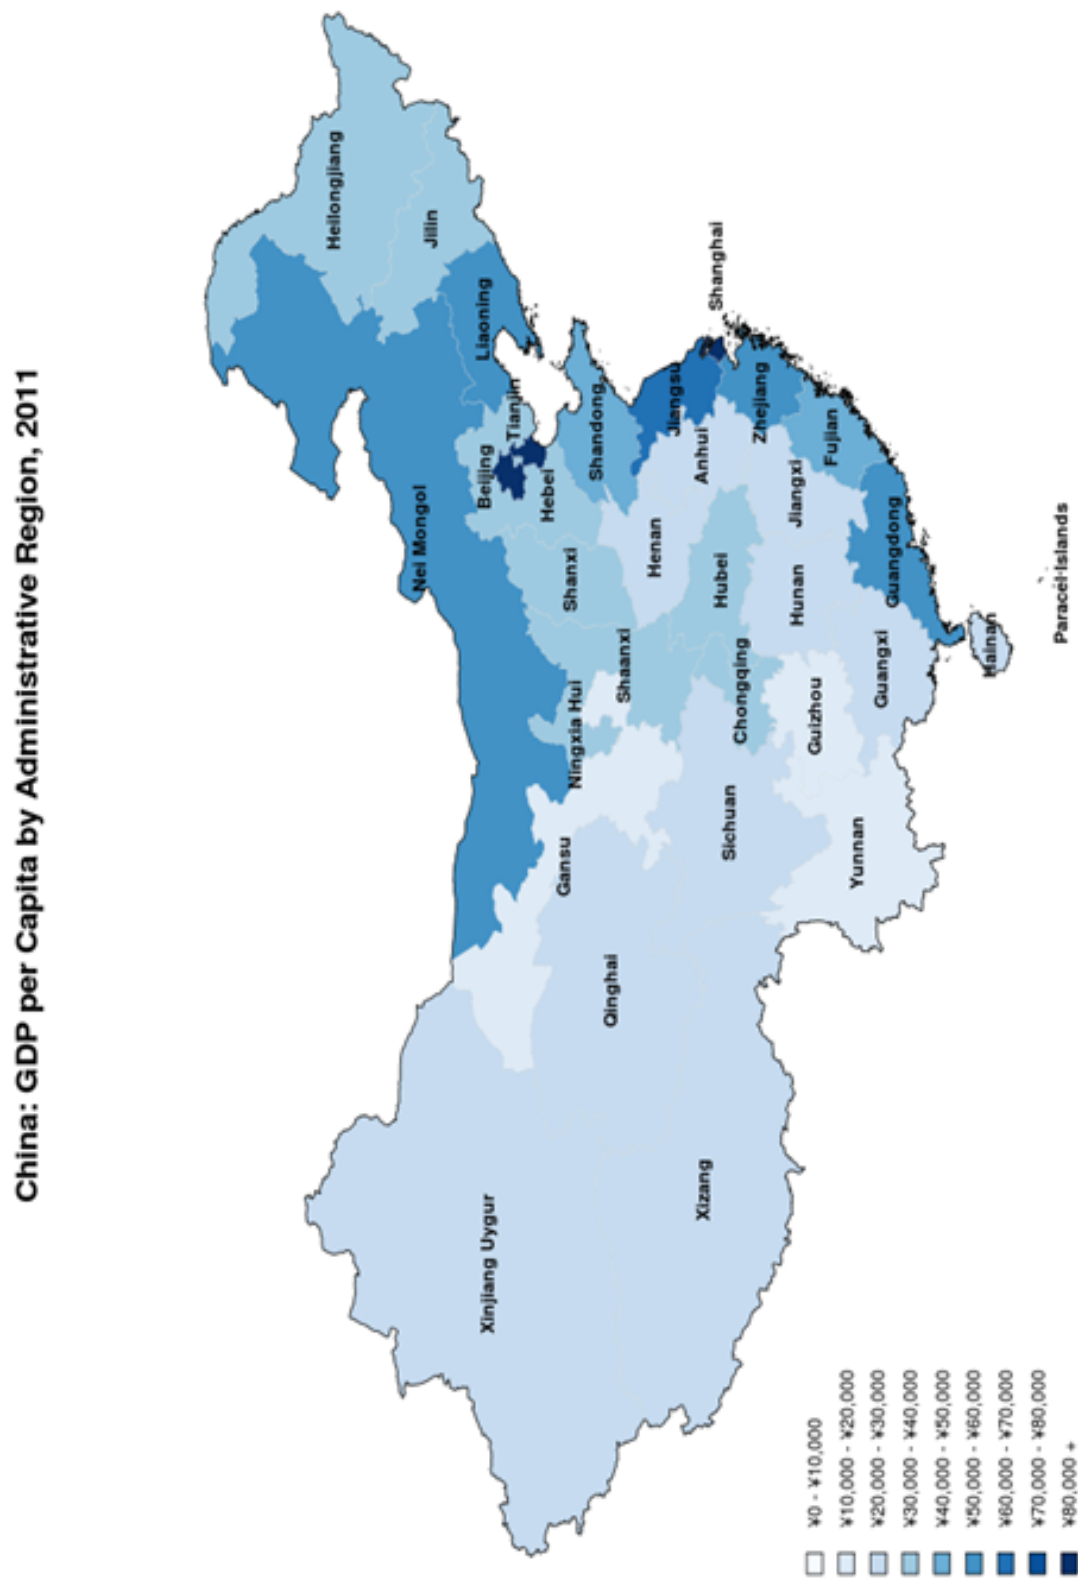 China: GDP per Capita by Administrative Region, 2011
Heilongjiang
Jilin
Liaoning
Nei Mongol
Beijing
Tianjin
Hebei
Shandong
Shanxi
Shaanxi
Ningxia Hui
Gansu
Qinghai
Xinjiang Uygur
Xizang
Sichuan
Chongqing
Hubei
Henan
Anhui
Jiangsu
Shanghai
Zhejiang
Jiangxi
Fujian
Hunan
Guizhou
Yunnan
Guangxi
Guangdong
Hainan
Paracel Islands
¥0 - ¥10,000
¥10,000 - ¥20,000
¥20,000 - ¥30,000
¥30,000 - ¥40,000
¥40,000 - ¥50,000
¥50,000 - ¥60,000
¥60,000 - ¥70,000
¥70,000 - ¥80,000
¥80,000 +